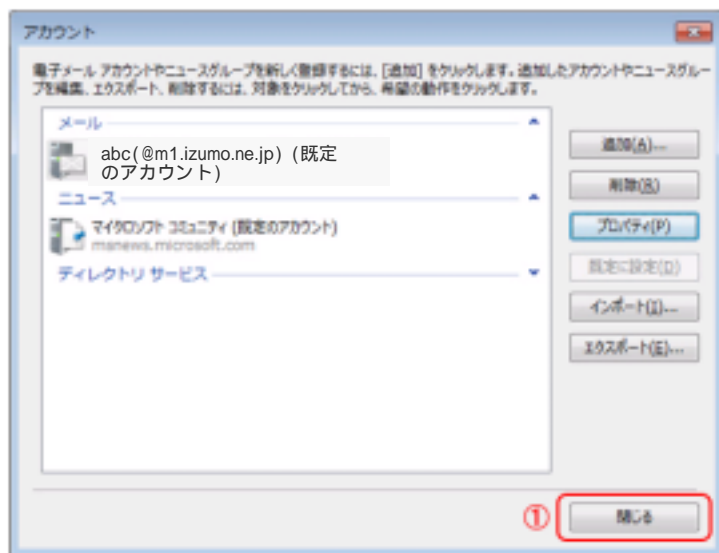 アカウント
電子メール アカウントやニュースグループを新しく登録するには、[追加] をクリックします。追加したアカウントやニュースグルー
プを編集、エクスポート、削除するには、対象をクリックしてから、希望の動作をクリックします。
メール
abc(@m1.izumo.ne.jp) (既定
のアカウント)
ニュース
マイクロソフト コミュニティ (既定のアカウント)
msnews.microsoft.com
ディレクトリ サービス
追加(A)...
削除(R)
プロパティ(P)
既定に設定(D)
インポート(I)...
エクスポート(E)...
① 閉じる